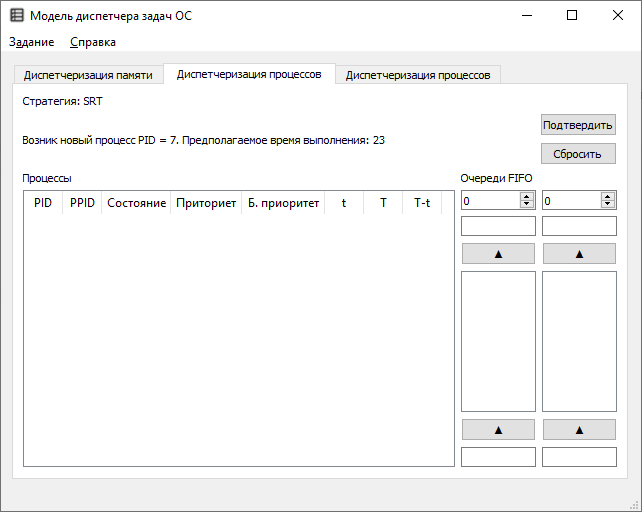 Модель диспетчера задач ОС
Задание Справка
Диспетчеризация памяти Диспетчеризация процессов Диспетчеризация процессов
Стратегия: SRT
Подтвердить
Возник новый процесс PID = 7. Предполагаемое время выполнения: 23
Сбросить
Процессы Очереди FIFO
PID PPID Состояние Приториет Б. приоритет t T T-t
0 0